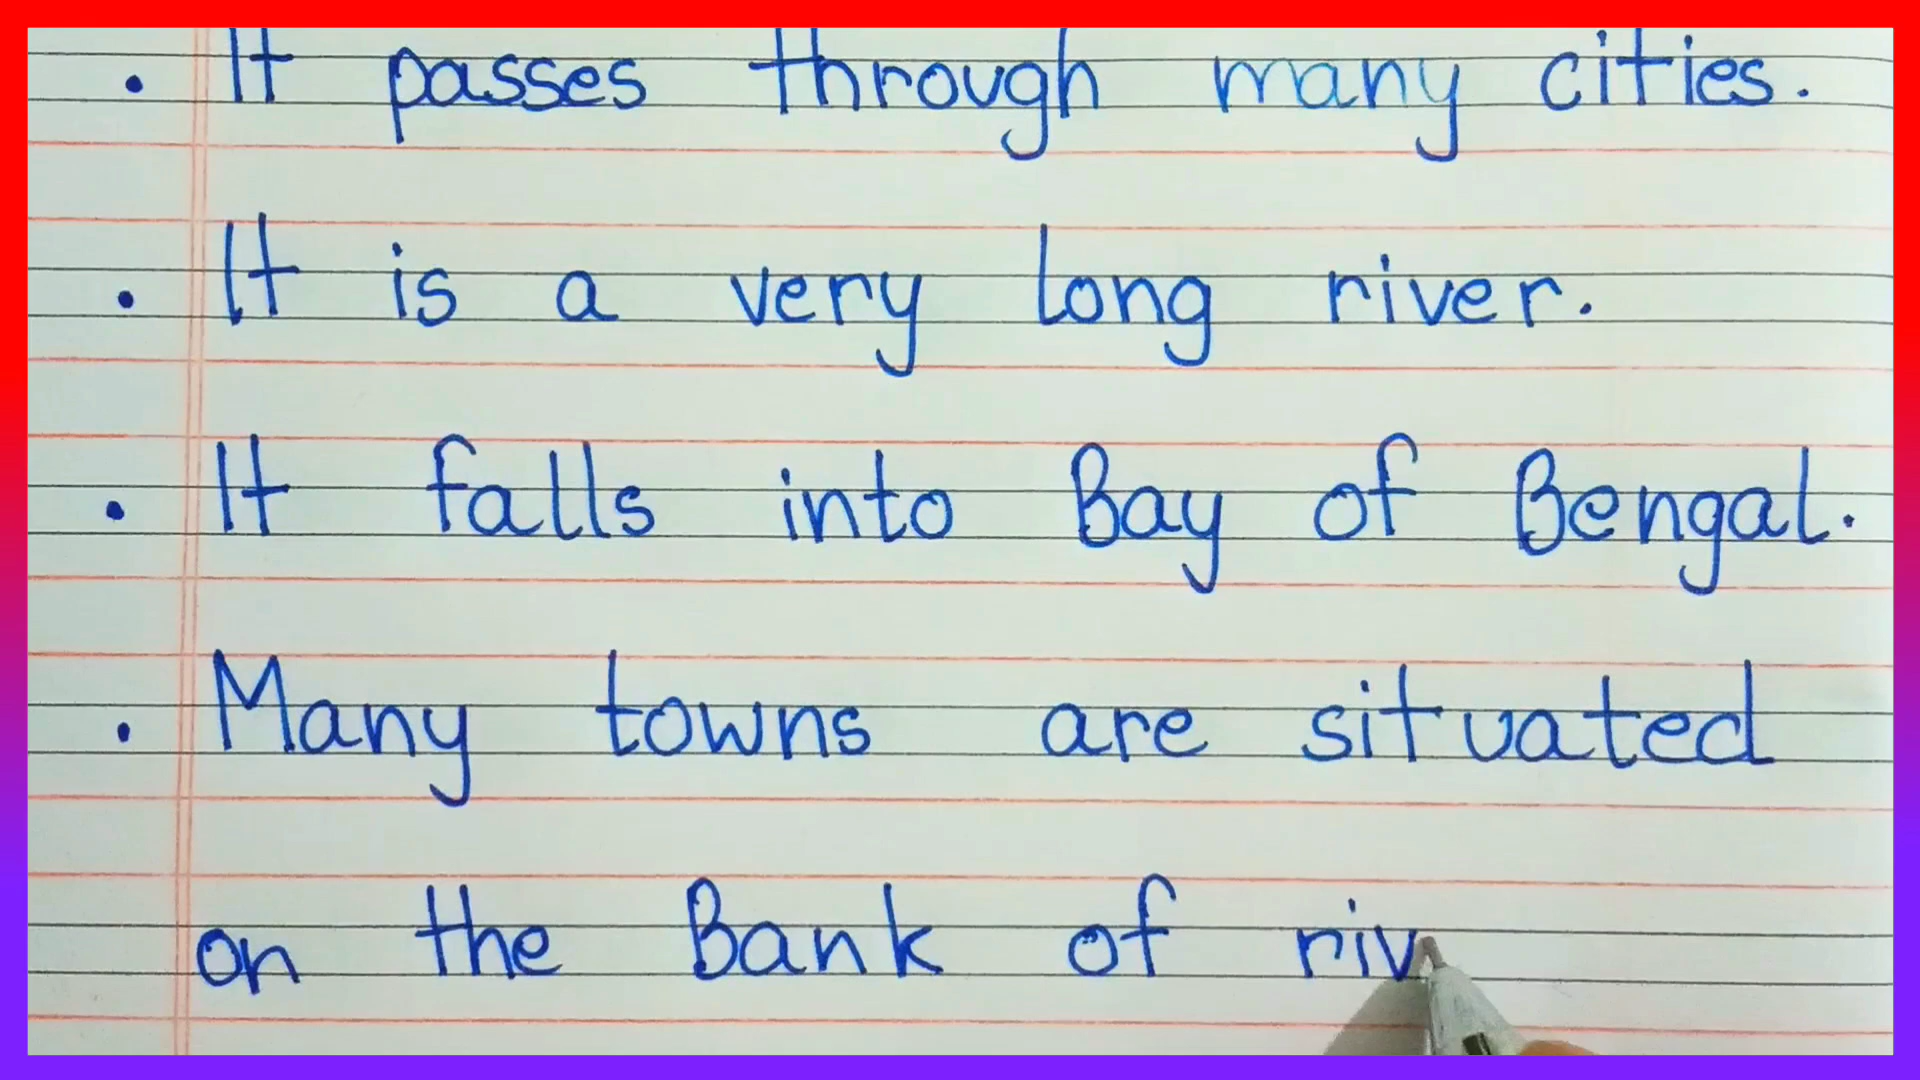 • It passes through many cities.
• It is a very long river.
• It falls into Bay of Bengal.
• Many towns are situated
on the Bank of riv